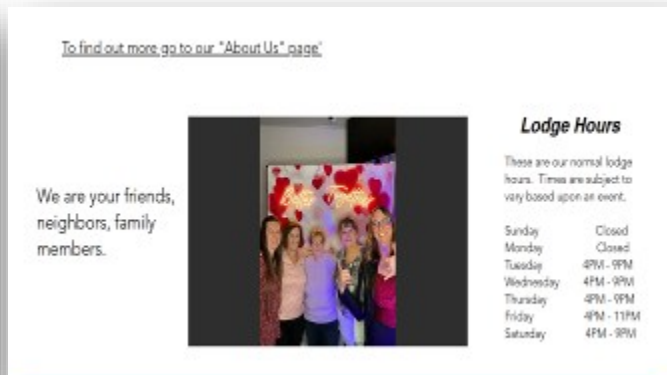 To find out more go to our "About Us" page'
We are your friends,
neighbors, family
members.
Lodge Hours
These are our normal lodge
hours. Times are subject to
vary based upon an event.
Sunday Closed
Monday Closed
Tuesday 4PM - 9PM
Wednesday 4PM - 9PM
Thursday 4PM - 9PM
Friday 4PM - 11PM
Saturday 4PM - 9PM